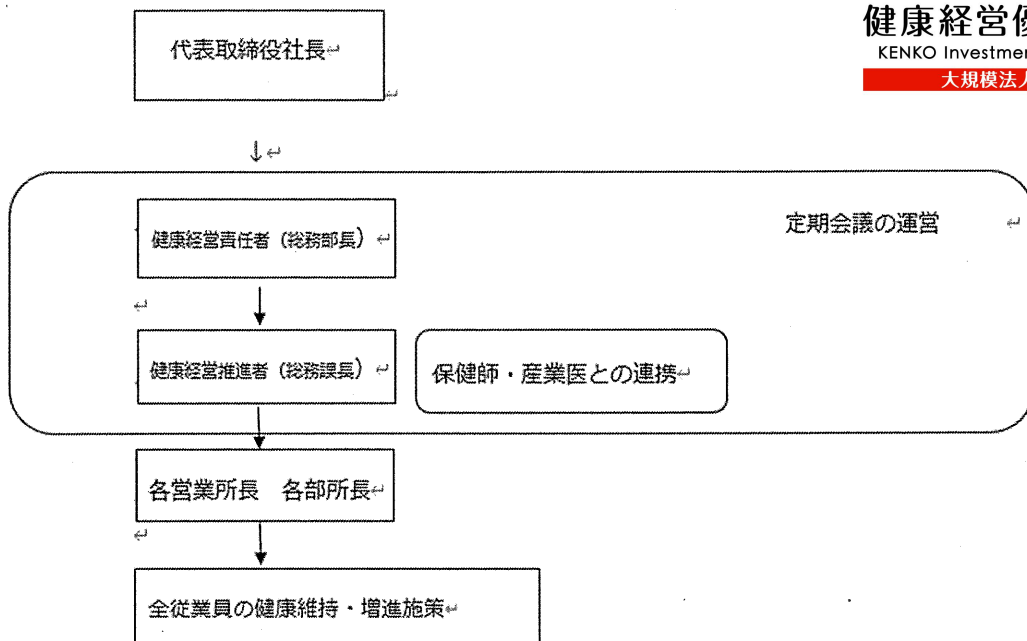 代表取締役社長
健康経営優
KENKO Investmen
大規模法人
↓
健康経営責任者（総務部長）
定期会議の運営
健康経営推進者（総務課長）
保健師・産業医との連携
各営業所長　各部所長
全従業員の健康維持・増進施策